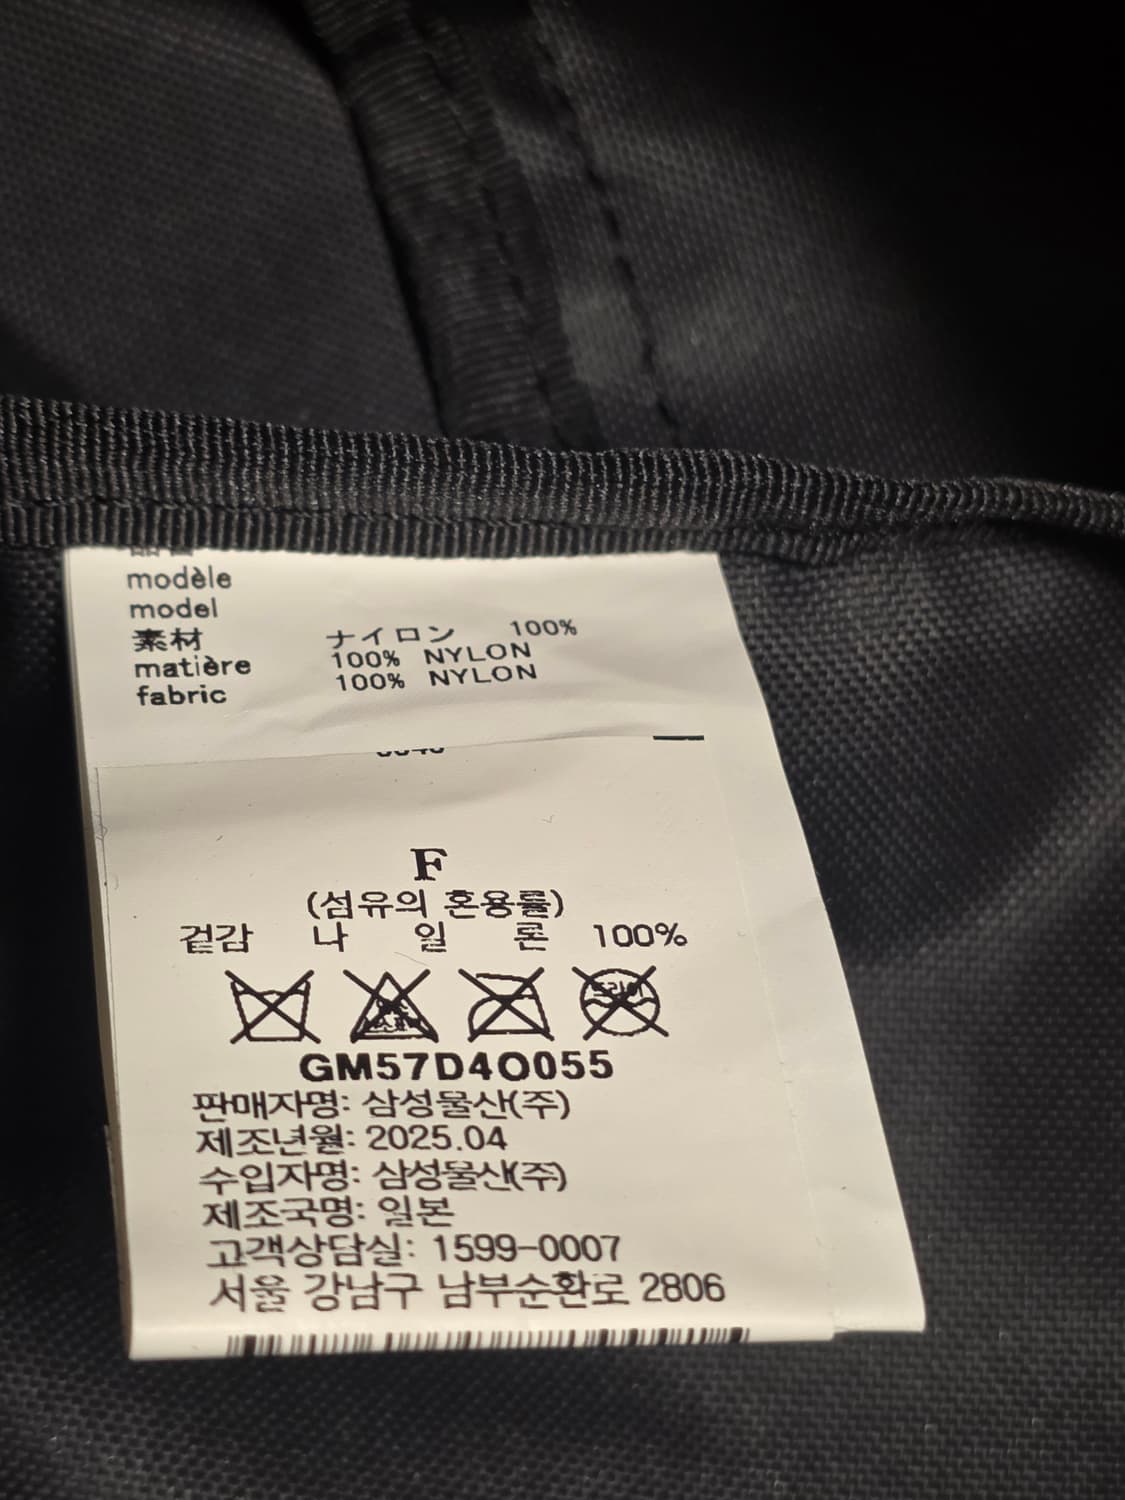 modèle
model
素材 ナイロン 100%
matière 100% NYLON
fabric 100% NYLON
F
(섬유의 혼용률)
겉감 나 일 론 100%
드라이
GM57D4O055
판매자명: 삼성물산(주)
제조년월: 2025.04
수입자명: 삼성물산(주)
제조국명: 일본
고객상담실: 1599-0007
서울 강남구 남부순환로 2806